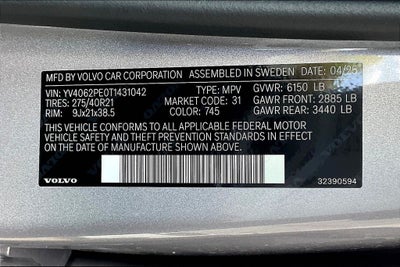 MFD BY VOLVO CAR CORPORATION ASSEMBLED IN SWEDEN 04/25
VIN: YV4062PE0T1431042 TYPE: MPV GVWR: 6150 LB
TIRES: 275/40R21 MARKET CODE: 31 GAWR FRONT: 2885 LB
RIM: 9Jx21x38.5 COLOR: 745 GAWR REAR: 3440 LB
THIS VEHICLE CONFORMS TO ALL APPLICABLE FEDERAL MOTOR
VEHICLE SAFETY AND THEFT PREVENTION STANDARDS IN EFFECT
ON THE DATE OF MANUFACTURE SHOWN ABOVE.
VOLVO 32390594